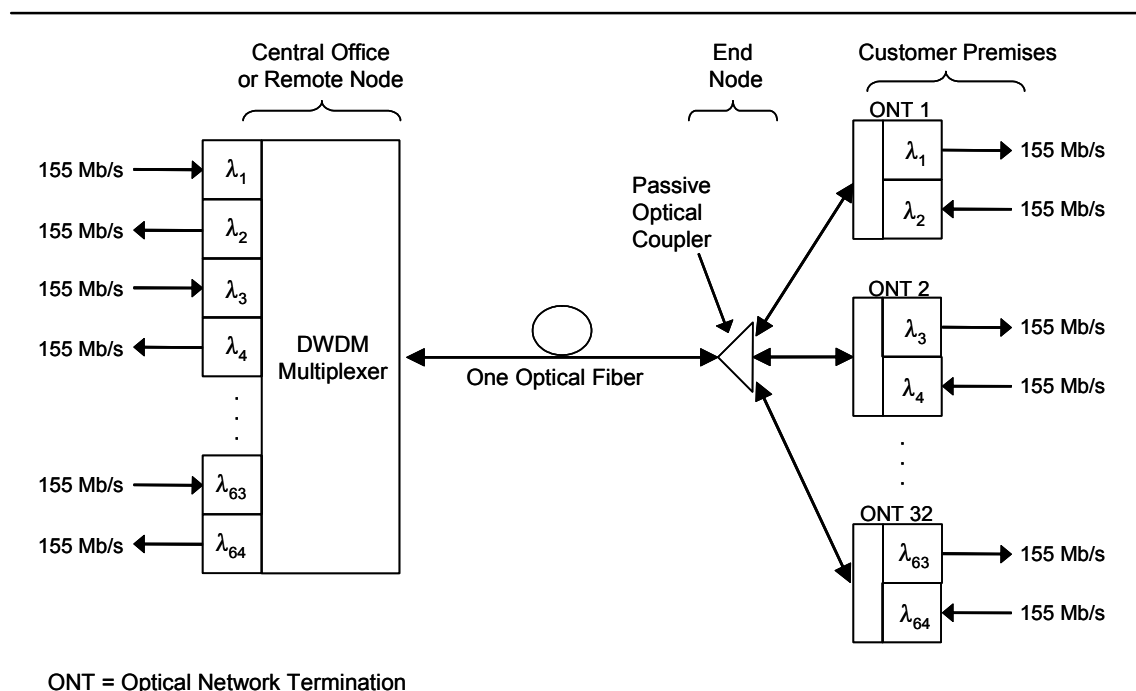 Central Office
or Remote Node
End
Node
Customer Premises
155 Mb/s
λ1
155 Mb/s
λ2
155 Mb/s
λ3
155 Mb/s
λ4
155 Mb/s
λ63
155 Mb/s
λ64
DWDM
Multiplexer
One Optical Fiber
Passive
Optical
Coupler
ONT 1
λ1
155 Mb/s
λ2
155 Mb/s
ONT 2
λ3
155 Mb/s
λ4
155 Mb/s
ONT 32
λ63
155 Mb/s
λ64
155 Mb/s
ONT = Optical Network Termination